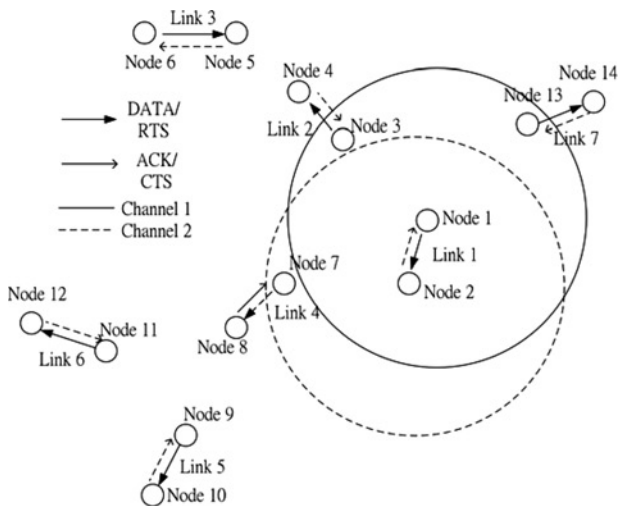 Link 3
Node 6
Node 5
Node 4
Node 14
Node 13
DATA/
RTS
Link 2
Node 3
Link 7
ACK/
CTS
Channel 1
Channel 2
Node 1
Link 1
Node 7
Node 2
Node 12
Node 11
Link 4
Node 8
Link 6
Node 9
Link 5
Node 10